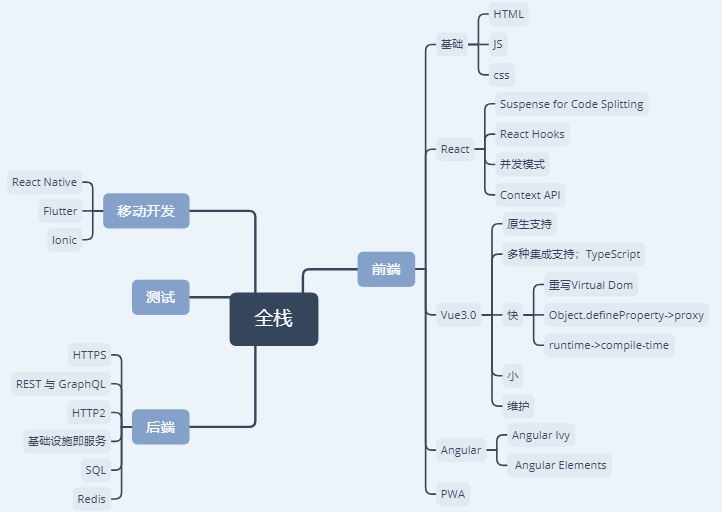 全栈
前端
基础
HTML
JS
css
React
Suspense for Code Splitting
React Hooks
并发模式
Context API
Vue3.0
原生支持
多种集成支持；TypeScript
快
重写Virtual Dom
Object.defineProperty->proxy
runtime->compile-time
小
维护
Angular
Angular Ivy
Angular Elements
PWA
移动开发
React Native
Flutter
Ionic
测试
后端
HTTPS
REST 与 GraphQL
HTTP2
基础设施即服务
SQL
Redis